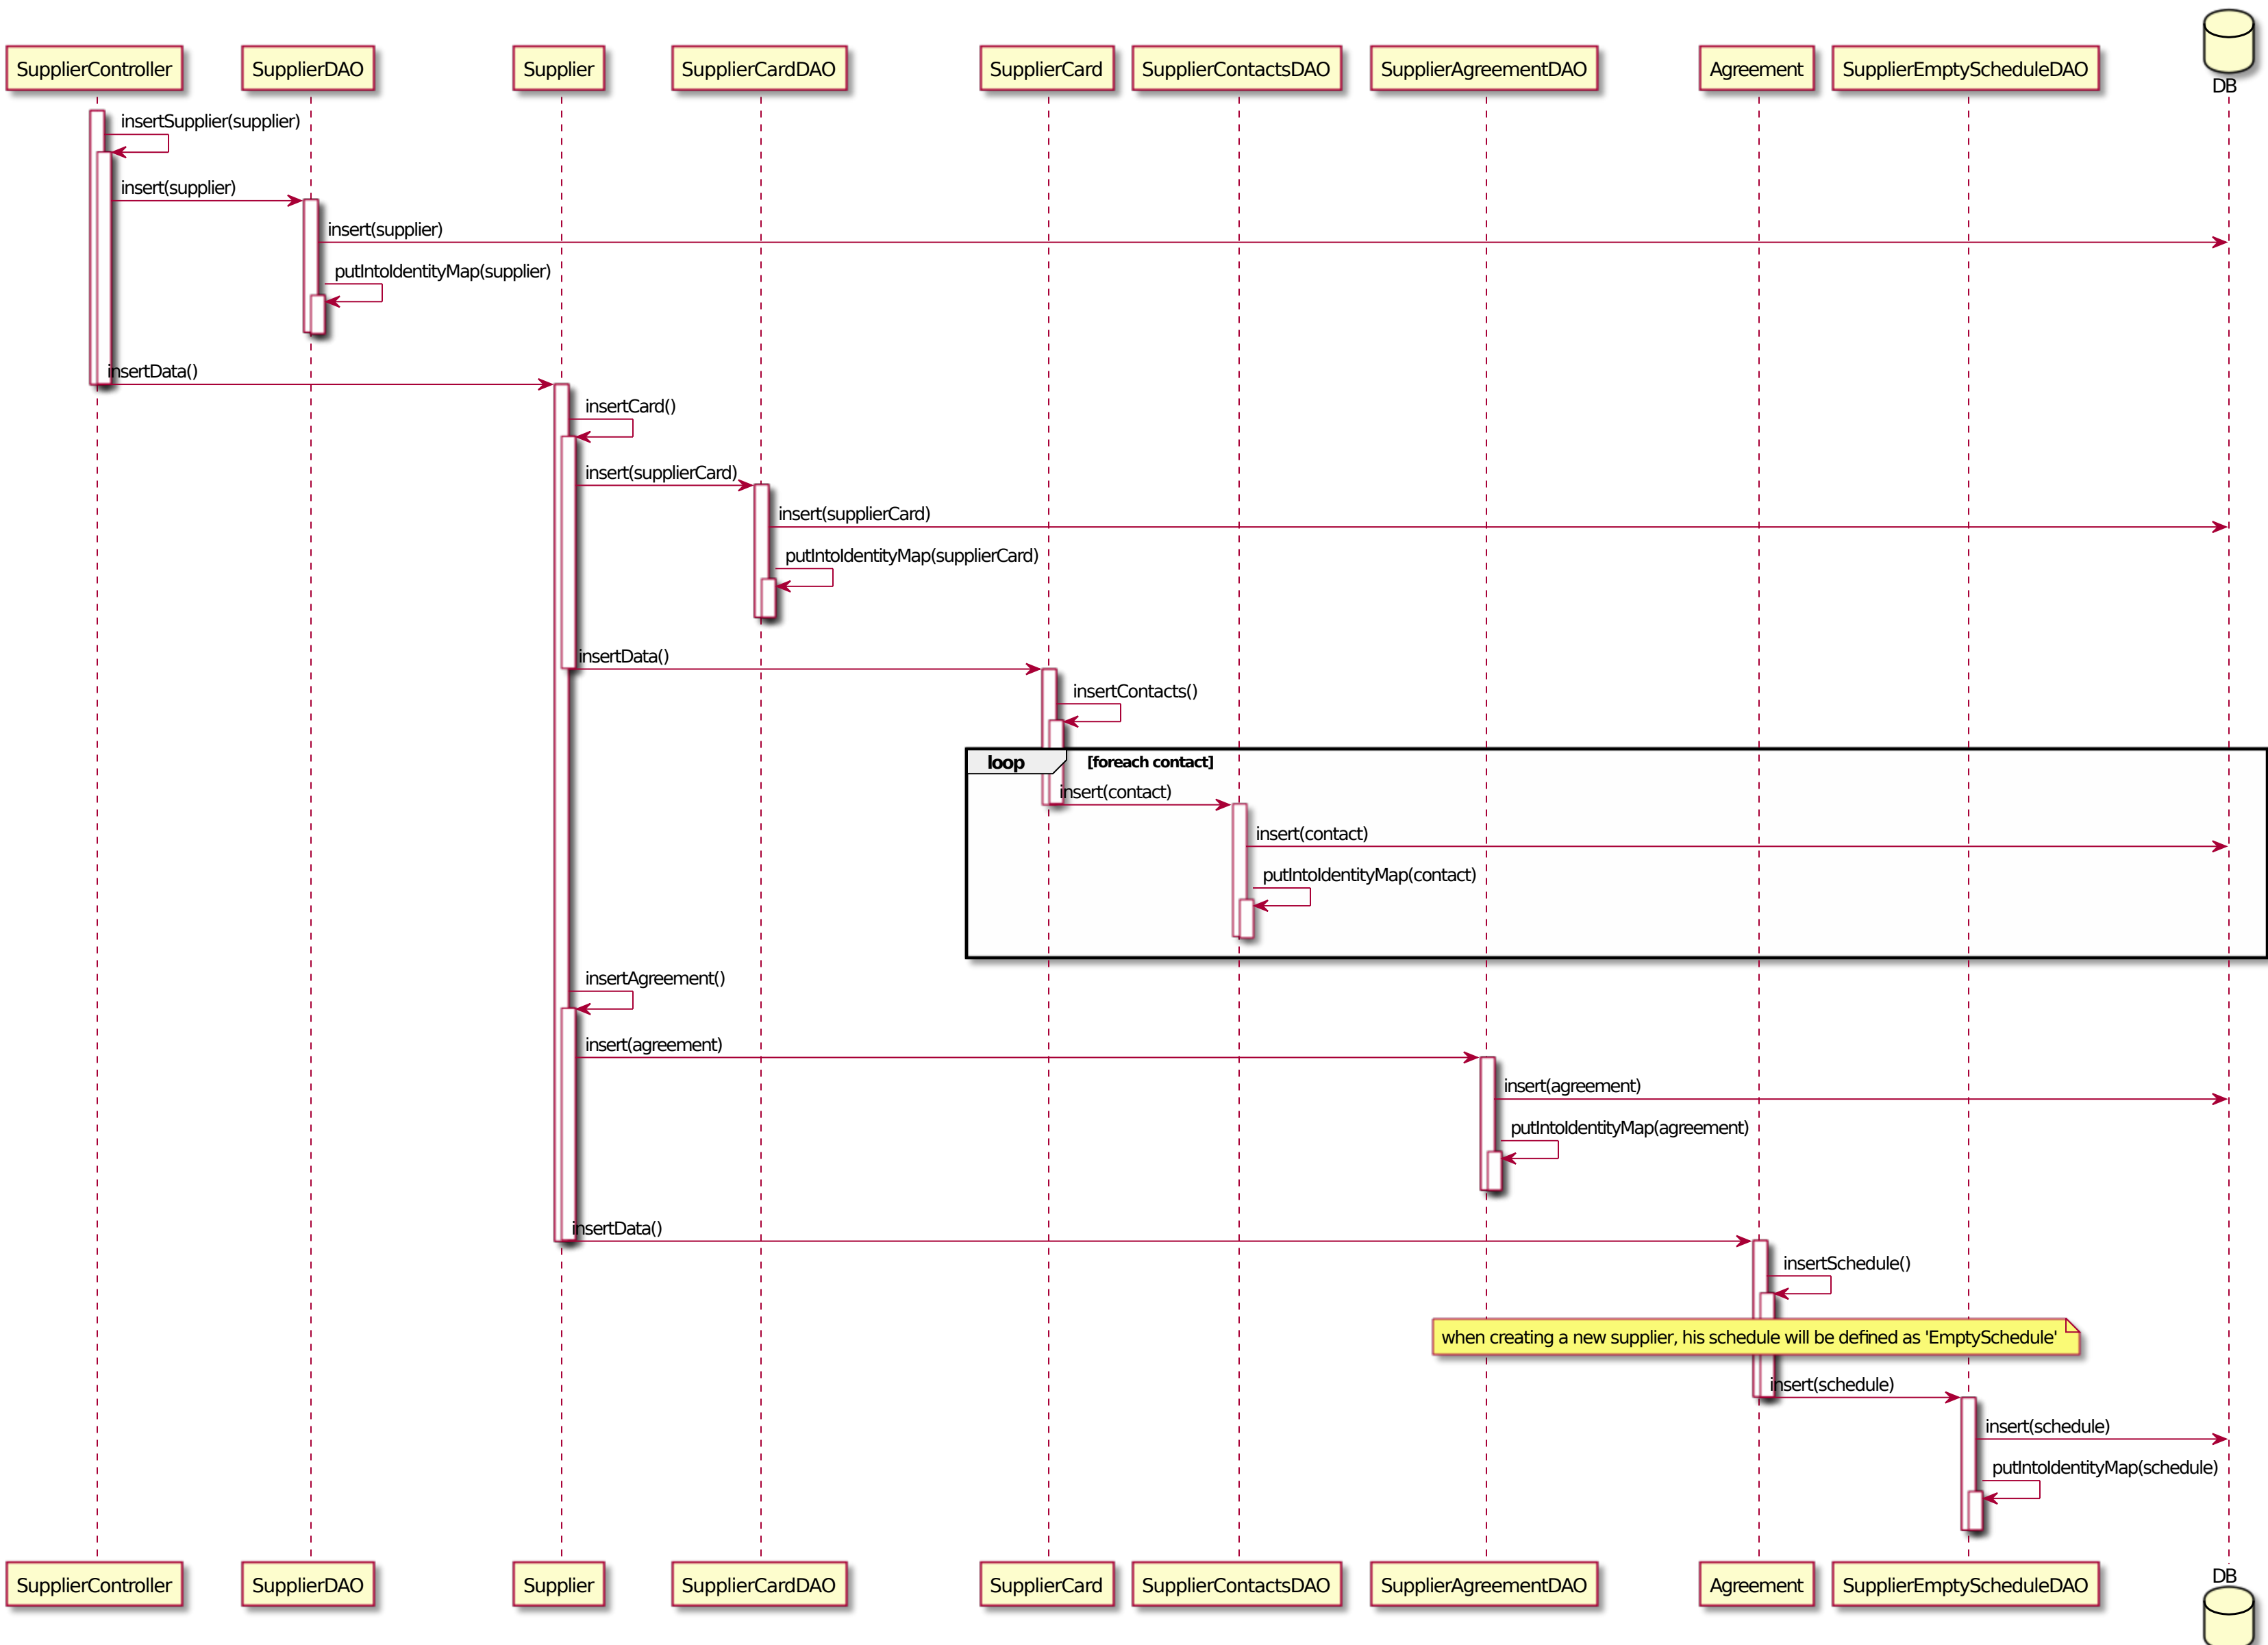 DB
SupplierController
SupplierDAO
Supplier
SupplierCardDAO
SupplierCard
SupplierContactsDAO
SupplierAgreementDAO
Agreement
SupplierEmptyScheduleDAO
insertSupplier(supplier)
insert(supplier)
insert(supplier)
putIntoIdentityMap(supplier)
insertData()
insertCard()
insert(supplierCard)
insert(supplierCard)
putIntoIdentityMap(supplierCard)
insertData()
insertContacts()
loop
[foreach contact]
insert(contact)
insert(contact)
putIntoIdentityMap(contact)
insertAgreement()
insert(agreement)
insert(agreement)
putIntoIdentityMap(agreement)
insertData()
insertSchedule()
when creating a new supplier, his schedule will be defined as 'EmptySchedule'
insert(schedule)
insert(schedule)
putIntoIdentityMap(schedule)
SupplierController
SupplierDAO
Supplier
SupplierCardDAO
SupplierCard
SupplierContactsDAO
SupplierAgreementDAO
Agreement
SupplierEmptyScheduleDAO
DB